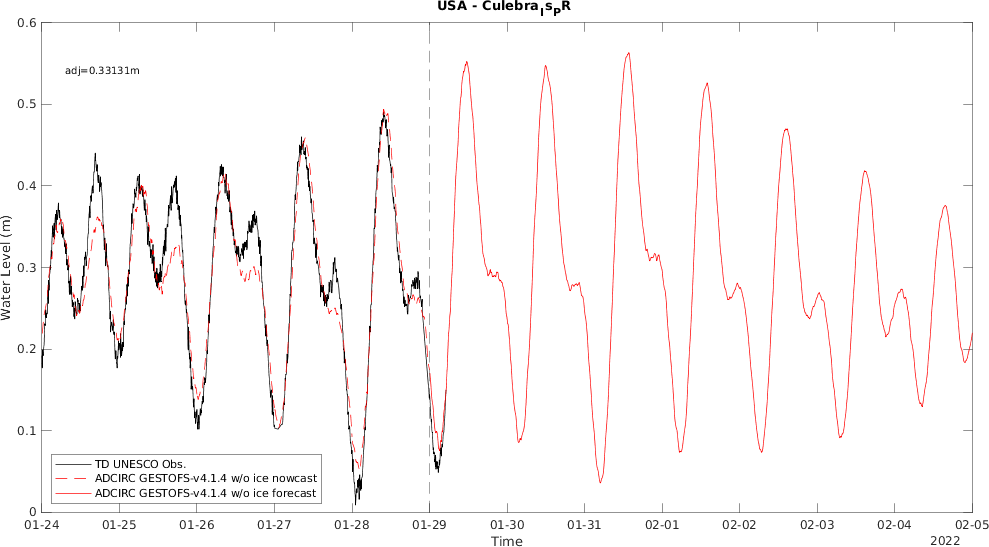 USA - Culebra_Is_PR
0.6
adj=0.33131m
0.5
0.4
0.3
0.2
0.1
0
Water Level (m)
TD UNESCO Obs.
ADCIRC GESTOFS-v4.1.4 w/o ice nowcast
ADCIRC GESTOFS-v4.1.4 w/o ice forecast
01-24 01-25 01-26 01-27 01-28 01-29 01-30 01-31 02-01 02-02 02-03 02-04 02-05
Time
2022